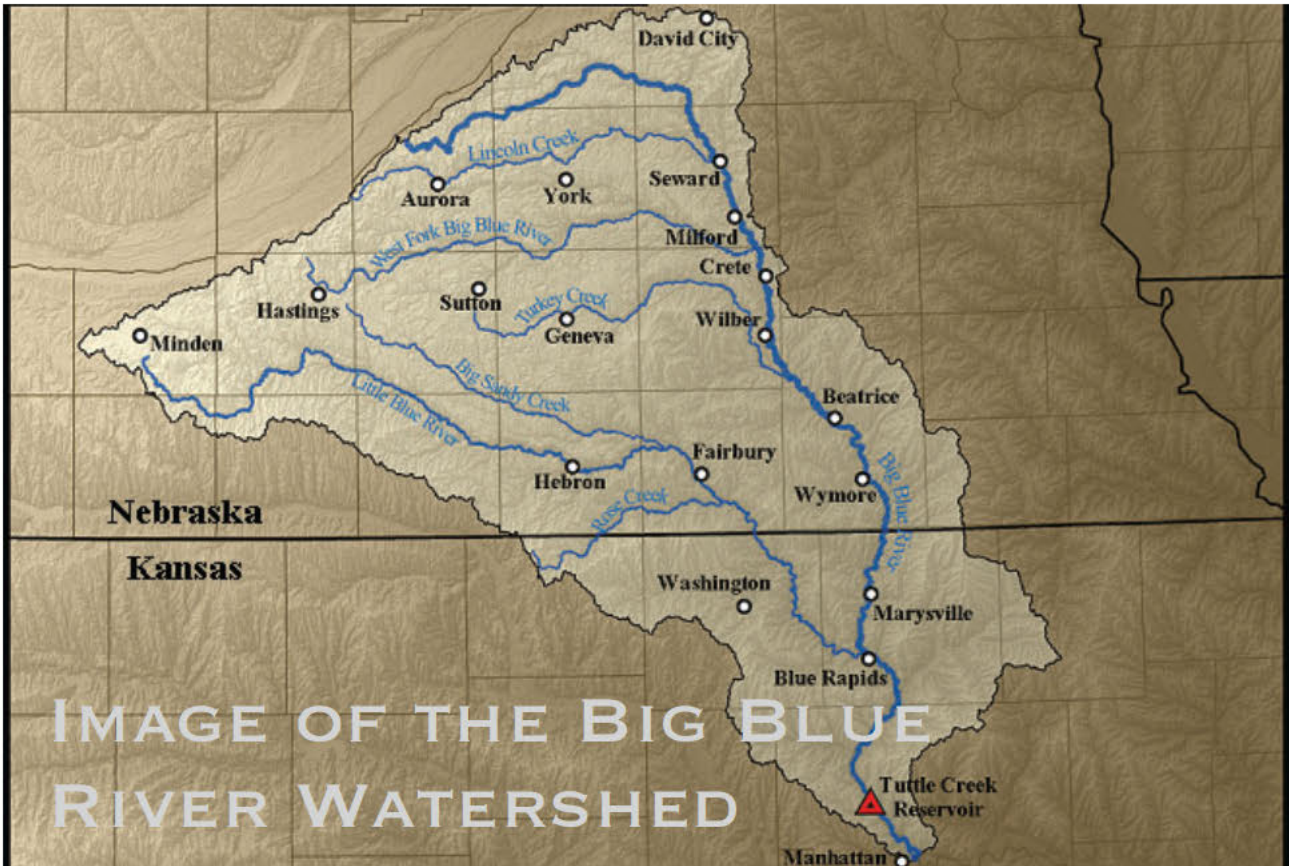 David City
Lincoln Creek
Seward
Aurora
York
West Fork Big Blue River
Milford
Crete
Hastings
Sutton
Turkey Creek
Geneva
Wilber
Minden
Big Sandy Creek
Little Blue River
Beatrice
Fairbury
Hebron
Wymore
Big Blue River
Rose Creek
Nebraska
Kansas
Washington
Marysville
Blue Rapids
IMAGE OF THE BIG BLUE
RIVER WATERSHED
Tuttle Creek
Reservoir
Manhattan